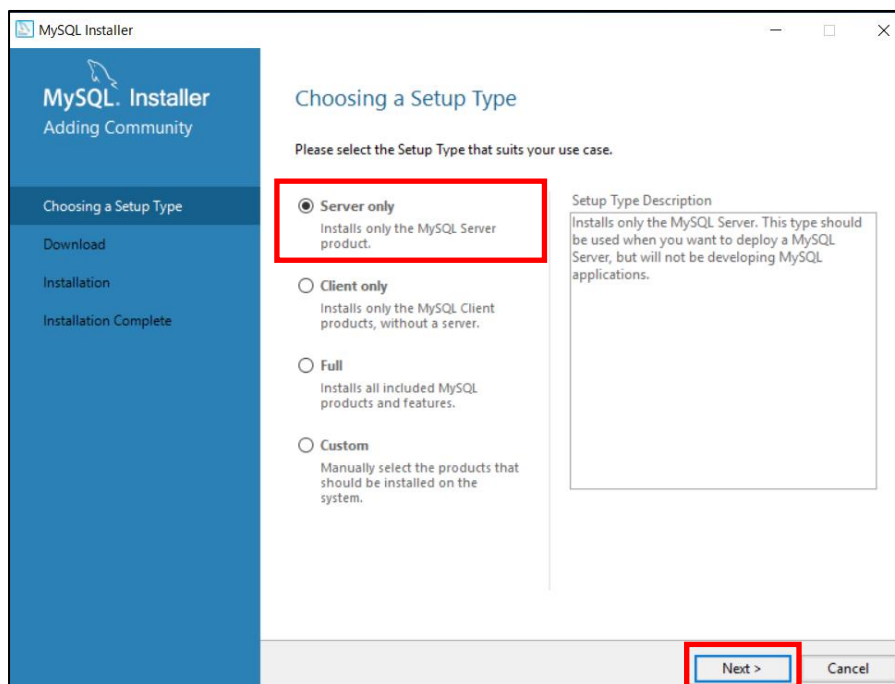 MySQL Installer
MySQL. Installer
Adding Community
Choosing a Setup Type
Download
Installation
Installation Complete
Choosing a Setup Type
Please select the Setup Type that suits your use case.
Server only
Installs only the MySQL Server
product.
Client only
Installs only the MySQL Client
products, without a server.
Full
Installs all included MySQL
products and features.
Custom
Manually select the products that
should be installed on the
system.
Setup Type Description
Installs only the MySQL Server. This type should
be used when you want to deploy a MySQL
Server, but will not be developing MySQL
applications.
Next >
Cancel